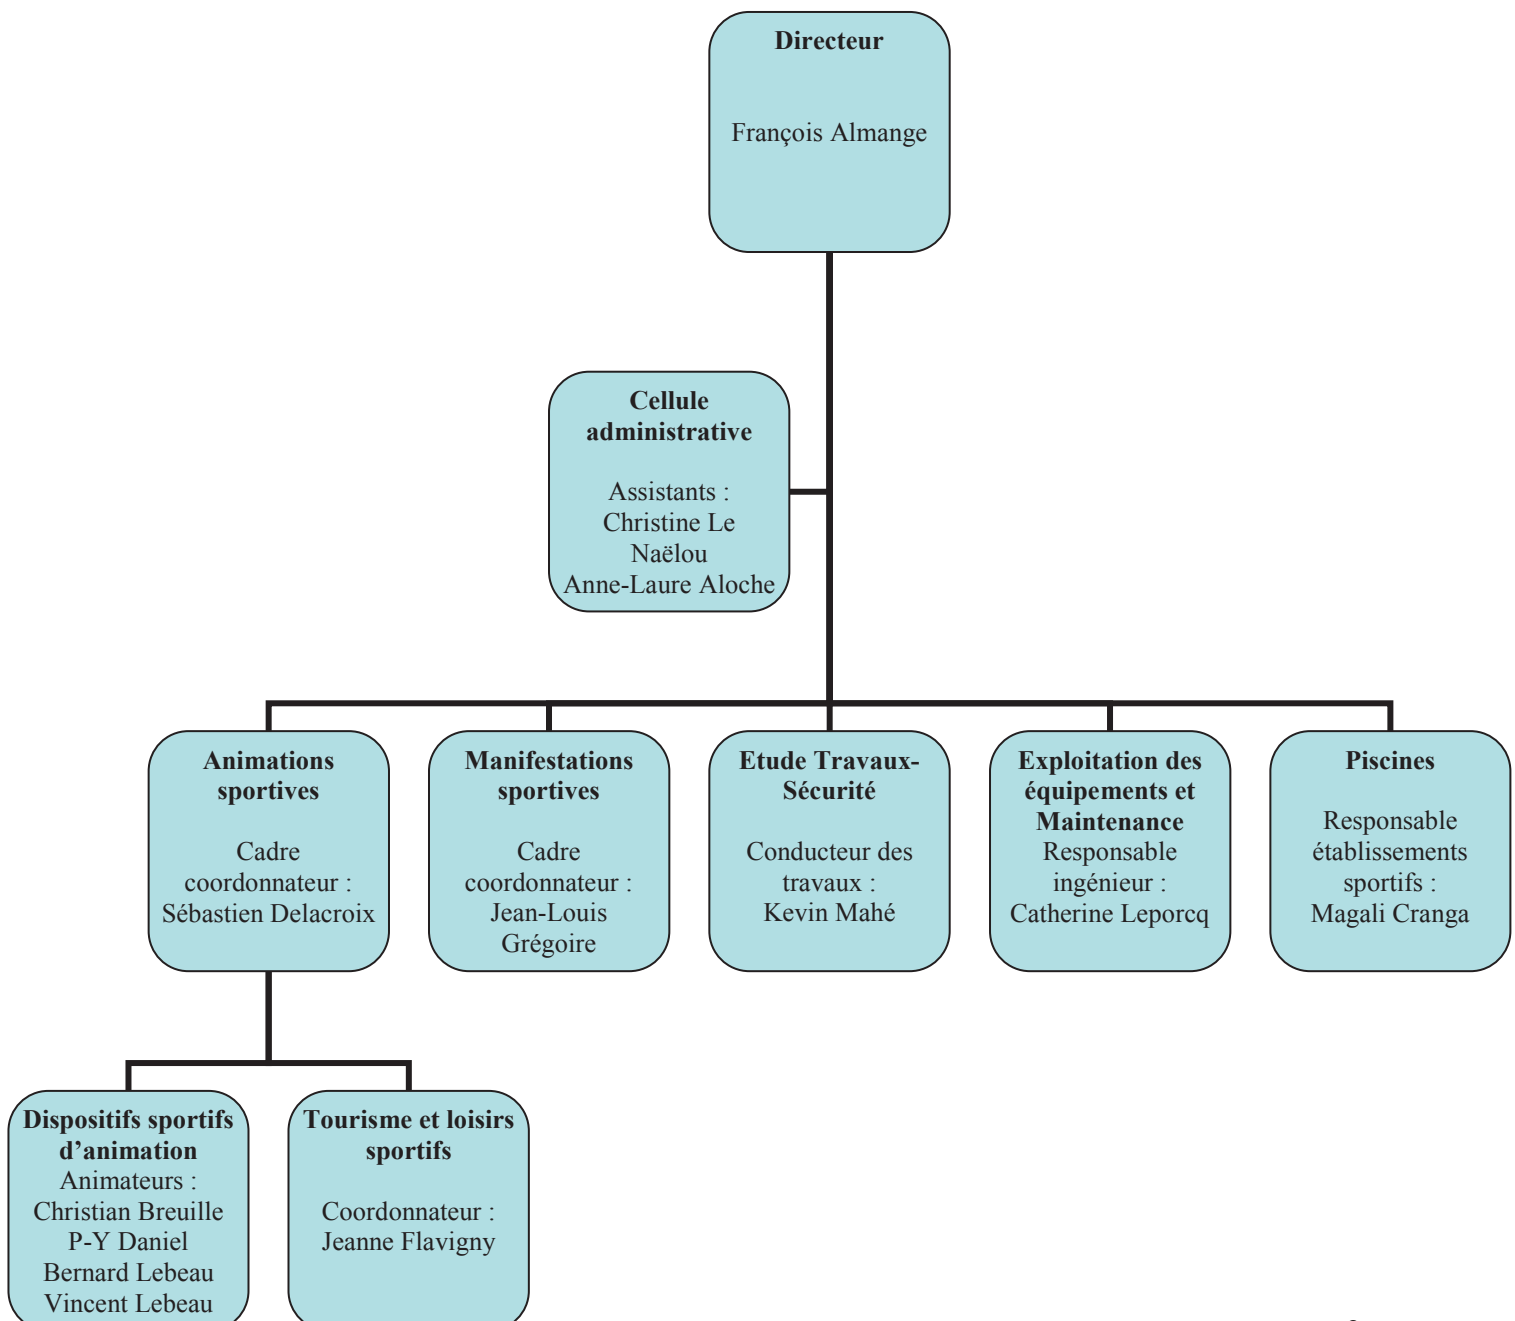 Directeur
François Almange
Cellule
administrative
Assistants :
Christine Le
Naëlou
Anne-Laure Aloche
Animations
sportives
Cadre
coordonnateur :
Sébastien Delacroix
Manifestations
sportives
Cadre
coordonnateur :
Jean-Louis
Grégoire
Etude Travaux-
Sécurité
Conducteur des
travaux :
Kevin Mahé
Exploitation des
équipements et
Maintenance
Responsable
ingénieur :
Catherine Leporcq
Piscines
Responsable
établissements
sportifs :
Magali Cranga
Dispositifs sportifs
d’animation
Animateurs :
Christian Breuille
P-Y Daniel
Bernard Lebeau
Vincent Lebeau
Tourisme et loisirs
sportifs
Coordonnateur :
Jeanne Flavigny